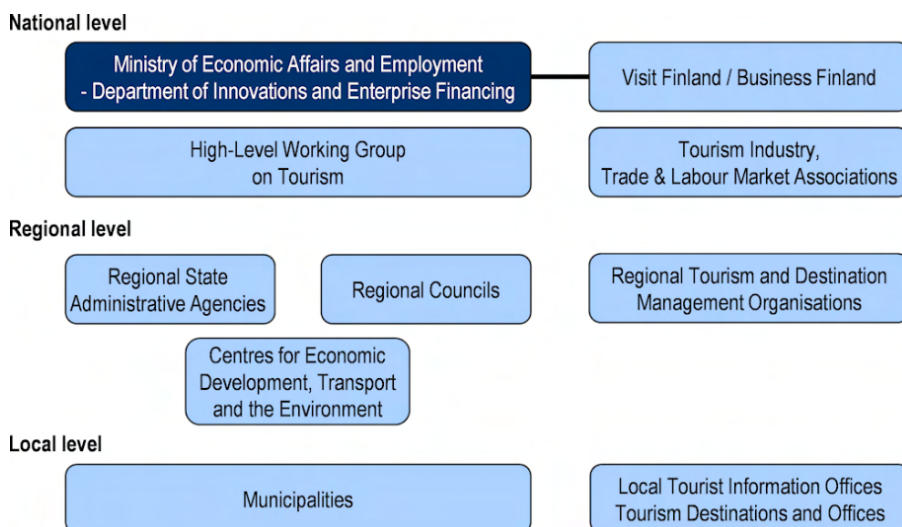 National level
Ministry of Economic Affairs and Employment
- Department of Innovations and Enterprise Financing
Visit Finland / Business Finland
High-Level Working Group
on Tourism
Tourism Industry,
Trade & Labour Market Associations
Regional level
Regional State
Administrative Agencies
Regional Councils
Regional Tourism and Destination
Management Organisations
Centres for Economic
Development, Transport
and the Environment
Local level
Municipalities
Local Tourist Information Offices
Tourism Destinations and Offices